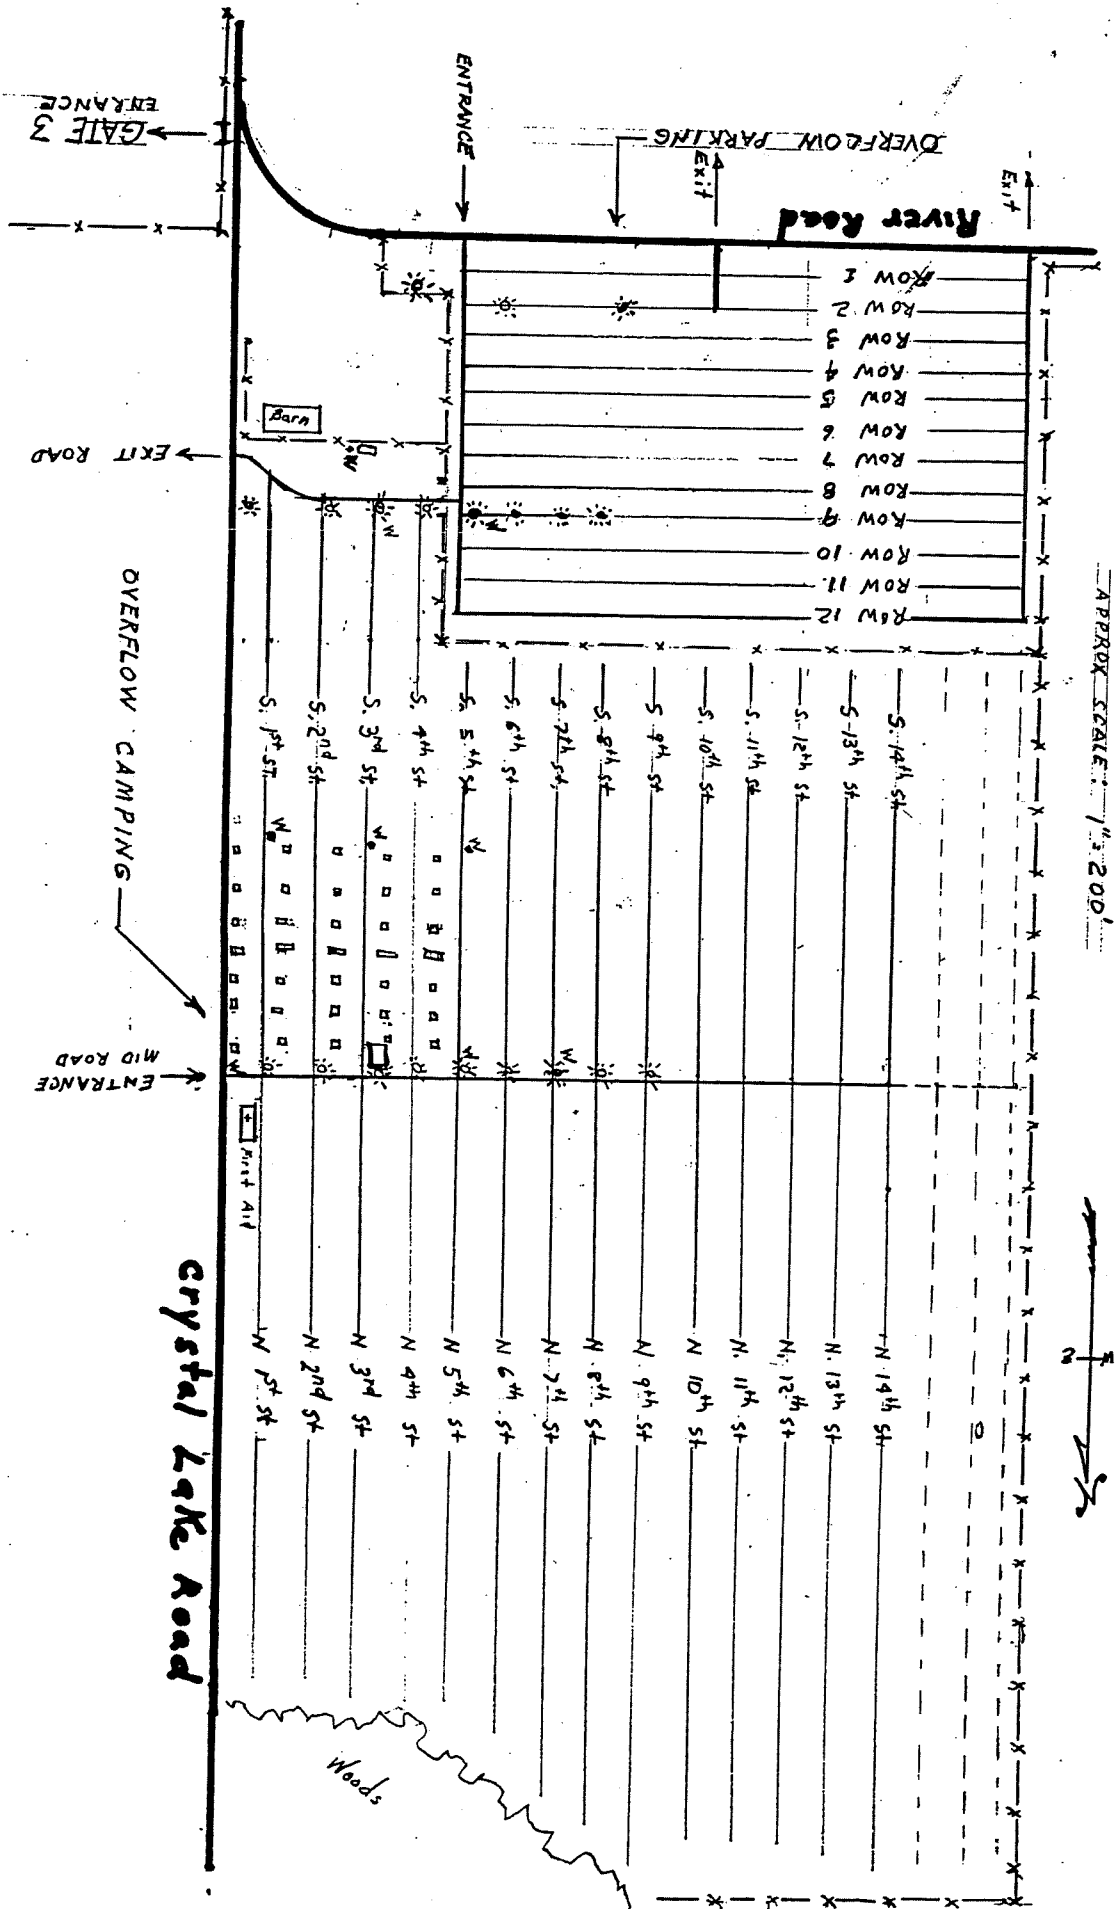 GATE 3
ENTRANCE
ENTRANCE
OVERFLOW PARKING
Exit
Exit
River Road
ROW 1
ROW 2
ROW 3
ROW 4
ROW 5
ROW 6
ROW 7
ROW 8
ROW 9
ROW 10
ROW 11
ROW 12
Barn
W
EXIT ROAD
W
W
OVERFLOW CAMPING
APPROX SCALE: 1"=200'
S. 1st ST.
S. 2nd St.
S. 3rd St.
S. 4th St
S. 5th St
S. 6th St
S. 7th St.
S. 8th St
S. 9th St
S. 10th St
S. 11th St
S. 12th St
S. 13th St
S. 14th St.
W
W
W
W
W
W
ENTRANCE
MID ROAD
First Aid
Crystal Lake Road
N 1st St.
N 2nd St
N 3rd St
N 4th St
N 5th St
N 6th St
N. 7th St
N. 8th St
N. 9th St
N 10th St
N. 11th St
N. 12th St
N. 13th St
N. 14th St.
Woods